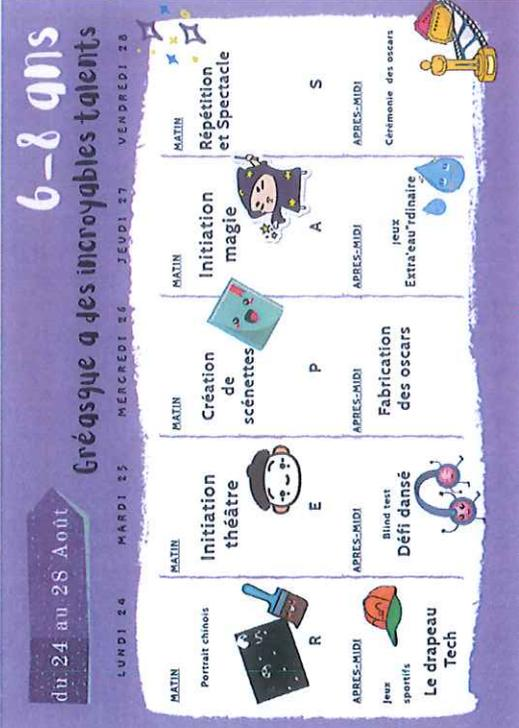 du 24 au 28 Août
6-8 ans
Gréasque a des incroyables talents
LUNDI 24
MARDI 25
MERCREDI 26
JEUDI 27
VENDREDI 28
MATIN
Portrait chinois
MATIN
Initiation
théâtre
MATIN
Création
de
scénettes
MATIN
Initiation
magie
MATIN
Répétition
et Spectacle
R E P A S
APRES-MIDI
Jeux
sportifs
Le drapeau
Tech
APRES-MIDI
Blind test
Défi dansé
APRES-MIDI
Fabrication
des oscars
APRES-MIDI
jeux
Extra'eau"rdinaire
APRES-MIDI
Cérémonie des oscars